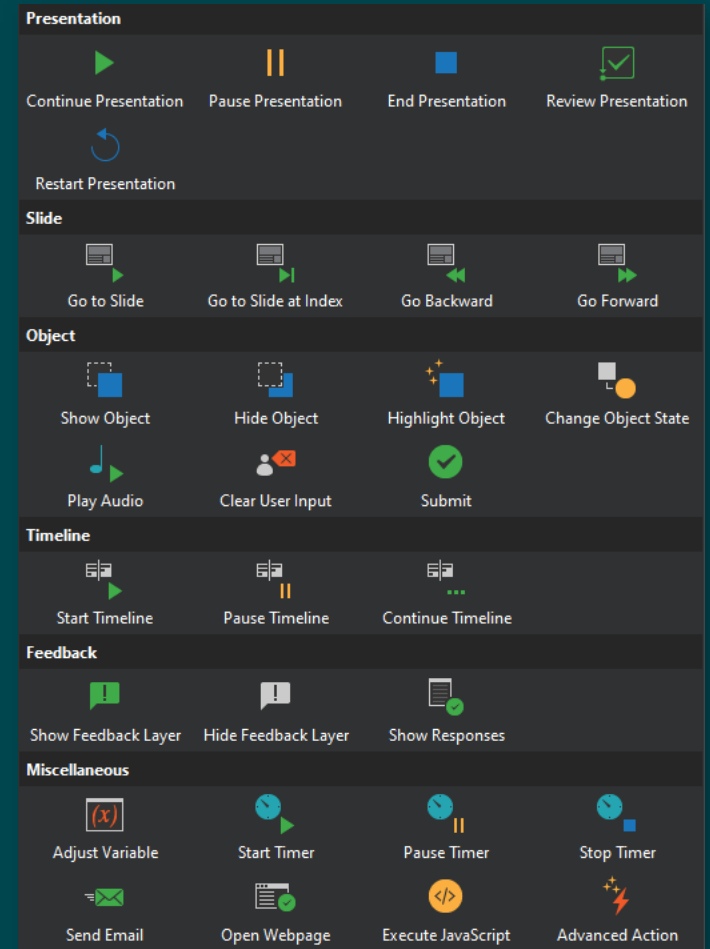 Presentation
Continue Presentation
Pause Presentation
End Presentation
Review Presentation
Restart Presentation
Slide
Go to Slide
Go to Slide at Index
Go Backward
Go Forward
Object
Show Object
Hide Object
Highlight Object
Change Object State
Play Audio
Clear User Input
Submit
Timeline
Start Timeline
Pause Timeline
Continue Timeline
Feedback
Show Feedback Layer
Hide Feedback Layer
Show Responses
Miscellaneous
(x)
Adjust Variable
Start Timer
Pause Timer
Stop Timer
Send Email
Open Webpage
</>
Execute JavaScript
Advanced Action